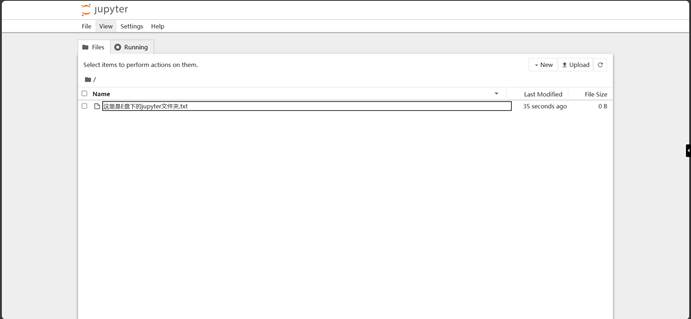 jupyter
File View Settings Help
Files Running
Select items to perform actions on them. New Upload
/
Name Last Modified File Size
这里是E盘下的jupyter文件夹.txt 35 seconds ago 0 B